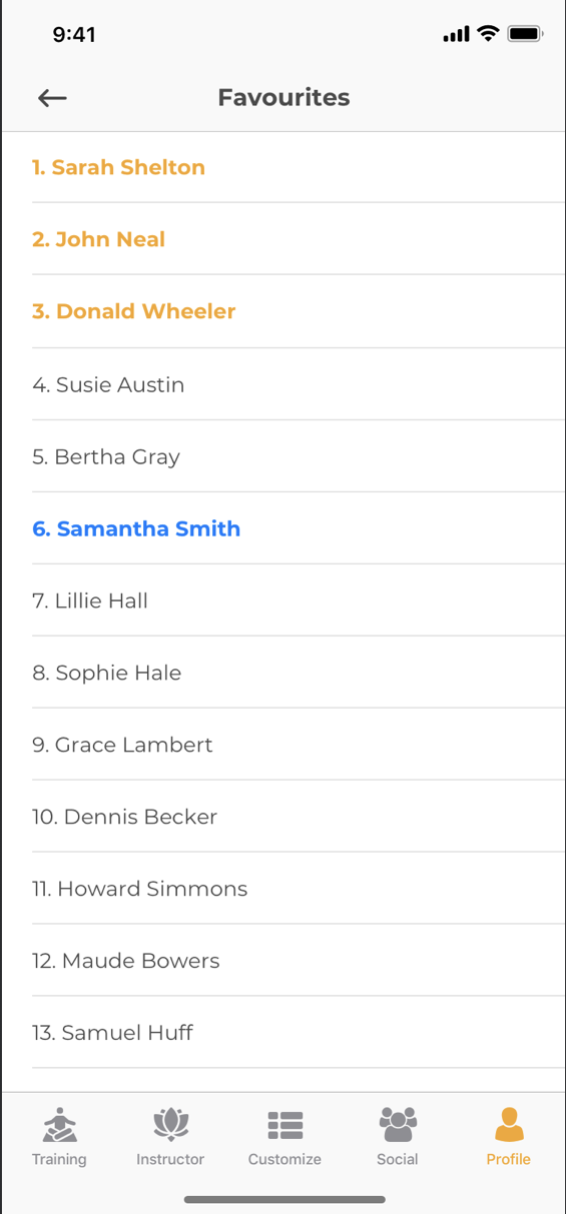 9:41
Favourites
1. Sarah Shelton
2. John Neal
3. Donald Wheeler
4. Susie Austin
5. Bertha Gray
6. Samantha Smith
7. Lillie Hall
8. Sophie Hale
9. Grace Lambert
10. Dennis Becker
11. Howard Simmons
12. Maude Bowers
13. Samuel Huff
Training Instructor Customize Social Profile